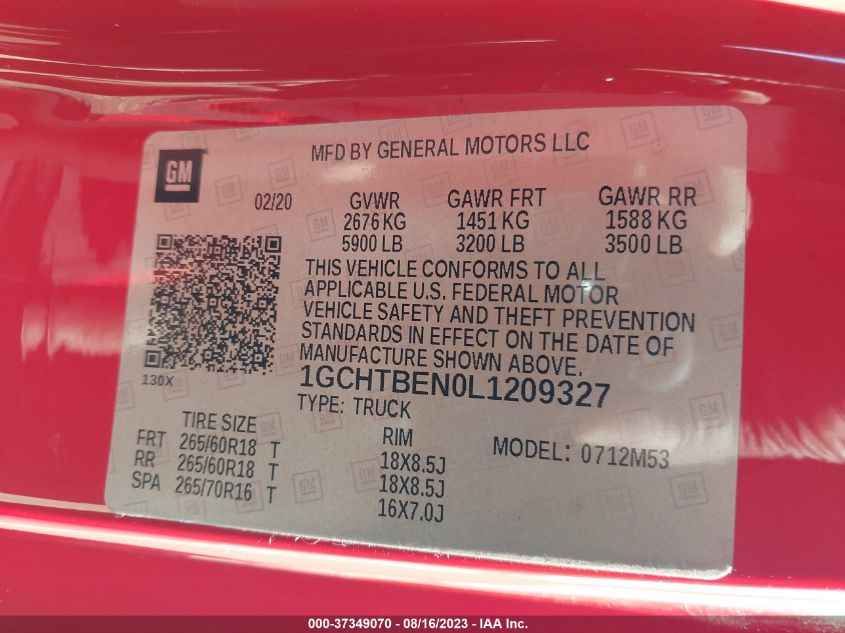 GM
MFD BY GENERAL MOTORS LLC
02/20 GVWR GAWR FRT GAWR RR
2676 KG 1451 KG 1588 KG
5900 LB 3200 LB 3500 LB
THIS VEHICLE CONFORMS TO ALL
APPLICABLE U.S. FEDERAL MOTOR
VEHICLE SAFETY AND THEFT PREVENTION
STANDARDS IN EFFECT ON THE DATE OF
MANUFACTURE SHOWN ABOVE.
130X
1GCHTBEN0L1209327
TYPE: TRUCK
TIRE SIZE RIM MODEL: 0712M53
FRT 265/60R18 T 18X8.5J
RR 265/60R18 T 18X8.5J
SPA 265/70R16 T 16X7.0J
000-37349070 - 08/16/2023 - IAA Inc.